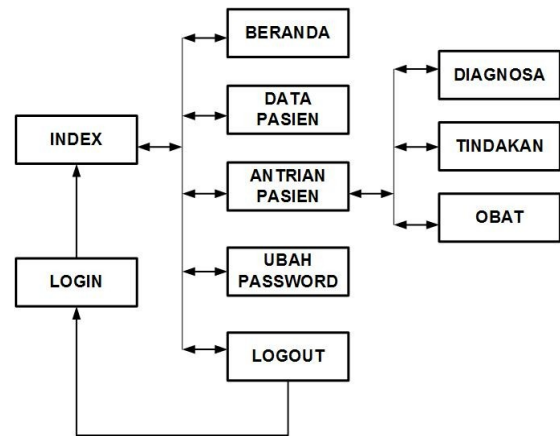 BERANDA
DATA
PASIEN
INDEX
ANTRIAN
PASIEN
UBAH
PASSWORD
LOGIN
LOGOUT
DIAGNOSA
TINDAKAN
OBAT